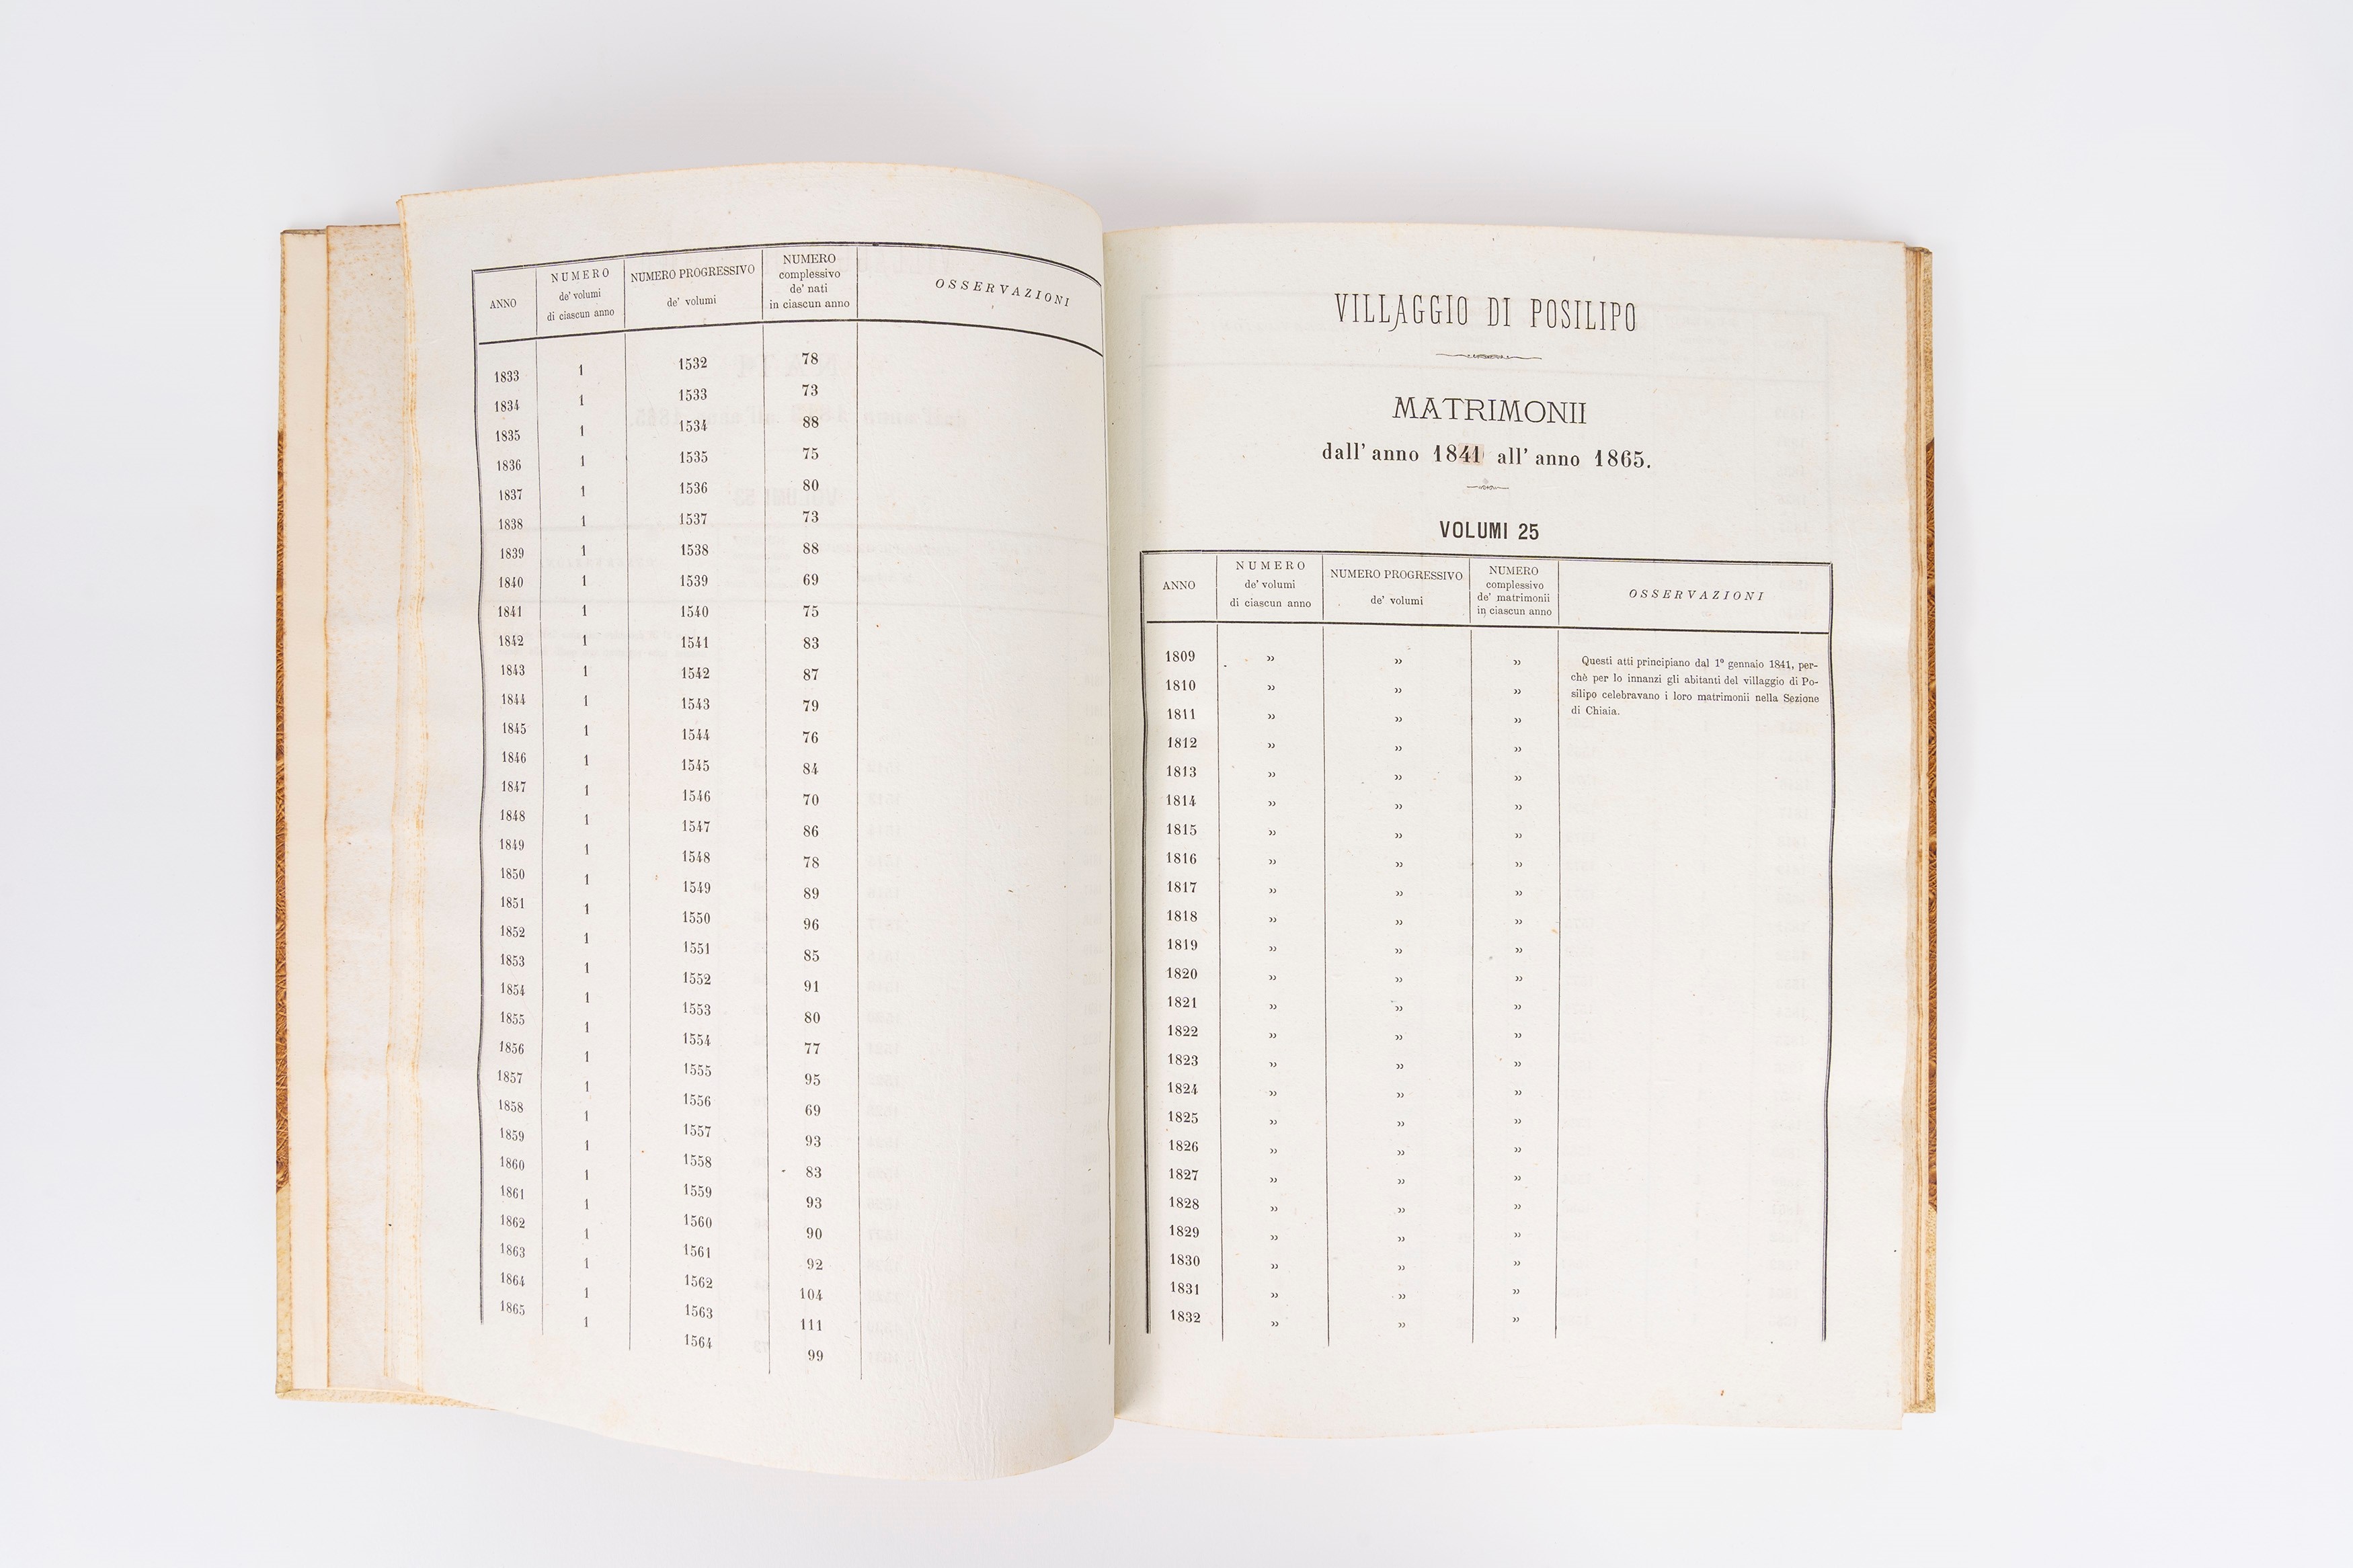 ANNO NUMERO de' volumi di ciascun anno NUMERO PROGRESSIVO de' volumi NUMERO complessivo de' nati in ciascun anno OSSERVAZIONI
1833 1 1532 78
1834 1 1533 73
1835 1 1534 88
1836 1 1535 75
1837 1 1536 80
1838 1 1537 73
1839 1 1538 88
1840 1 1539 69
1841 1 1540 75
1842 1 1541 83
1843 1 1542 87
1844 1 1543 79
1845 1 1544 76
1846 1 1545 84
1847 1 1546 70
1848 1 1547 86
1849 1 1548 78
1850 1 1549 89
1851 1 1550 96
1852 1 1551 85
1853 1 1552 91
1854 1 1553 80
1855 1 1554 77
1856 1 1555 95
1857 1 1556 69
1858 1 1557 93
1859 1 1558 83
1860 1 1559 93
1861 1 1560 90
1862 1 1561 92
1863 1 1562 104
1864 1 1563 111
1865 1 1564 99
VILLAGGIO DI POSILIPO
MATRIMONII
dall' anno 1841 all' anno 1865.
VOLUMI 25
ANNO NUMERO de' volumi di ciascun anno NUMERO PROGRESSIVO de' volumi NUMERO complessivo de' matrimonii in ciascun anno OSSERVAZIONI
1809 » » » Questi atti principiano dal 1° gennaio 1841, per-
chè per lo innanzi gli abitanti del villaggio di Po-
1810 » » » silipo celebravano i loro matrimonii nella Sezione
1811 » » » di Chiaia.
1812 » » »
1813 » » »
1814 » » »
1815 » » »
1816 » » »
1817 » » »
1818 » » »
1819 » » »
1820 » » »
1821 » » »
1822 » » »
1823 » » »
1824 » » »
1825 » » »
1826 » » »
1827 » » »
1828 » » »
1829 » » »
1830 » » »
1831 » » »
1832 » » »